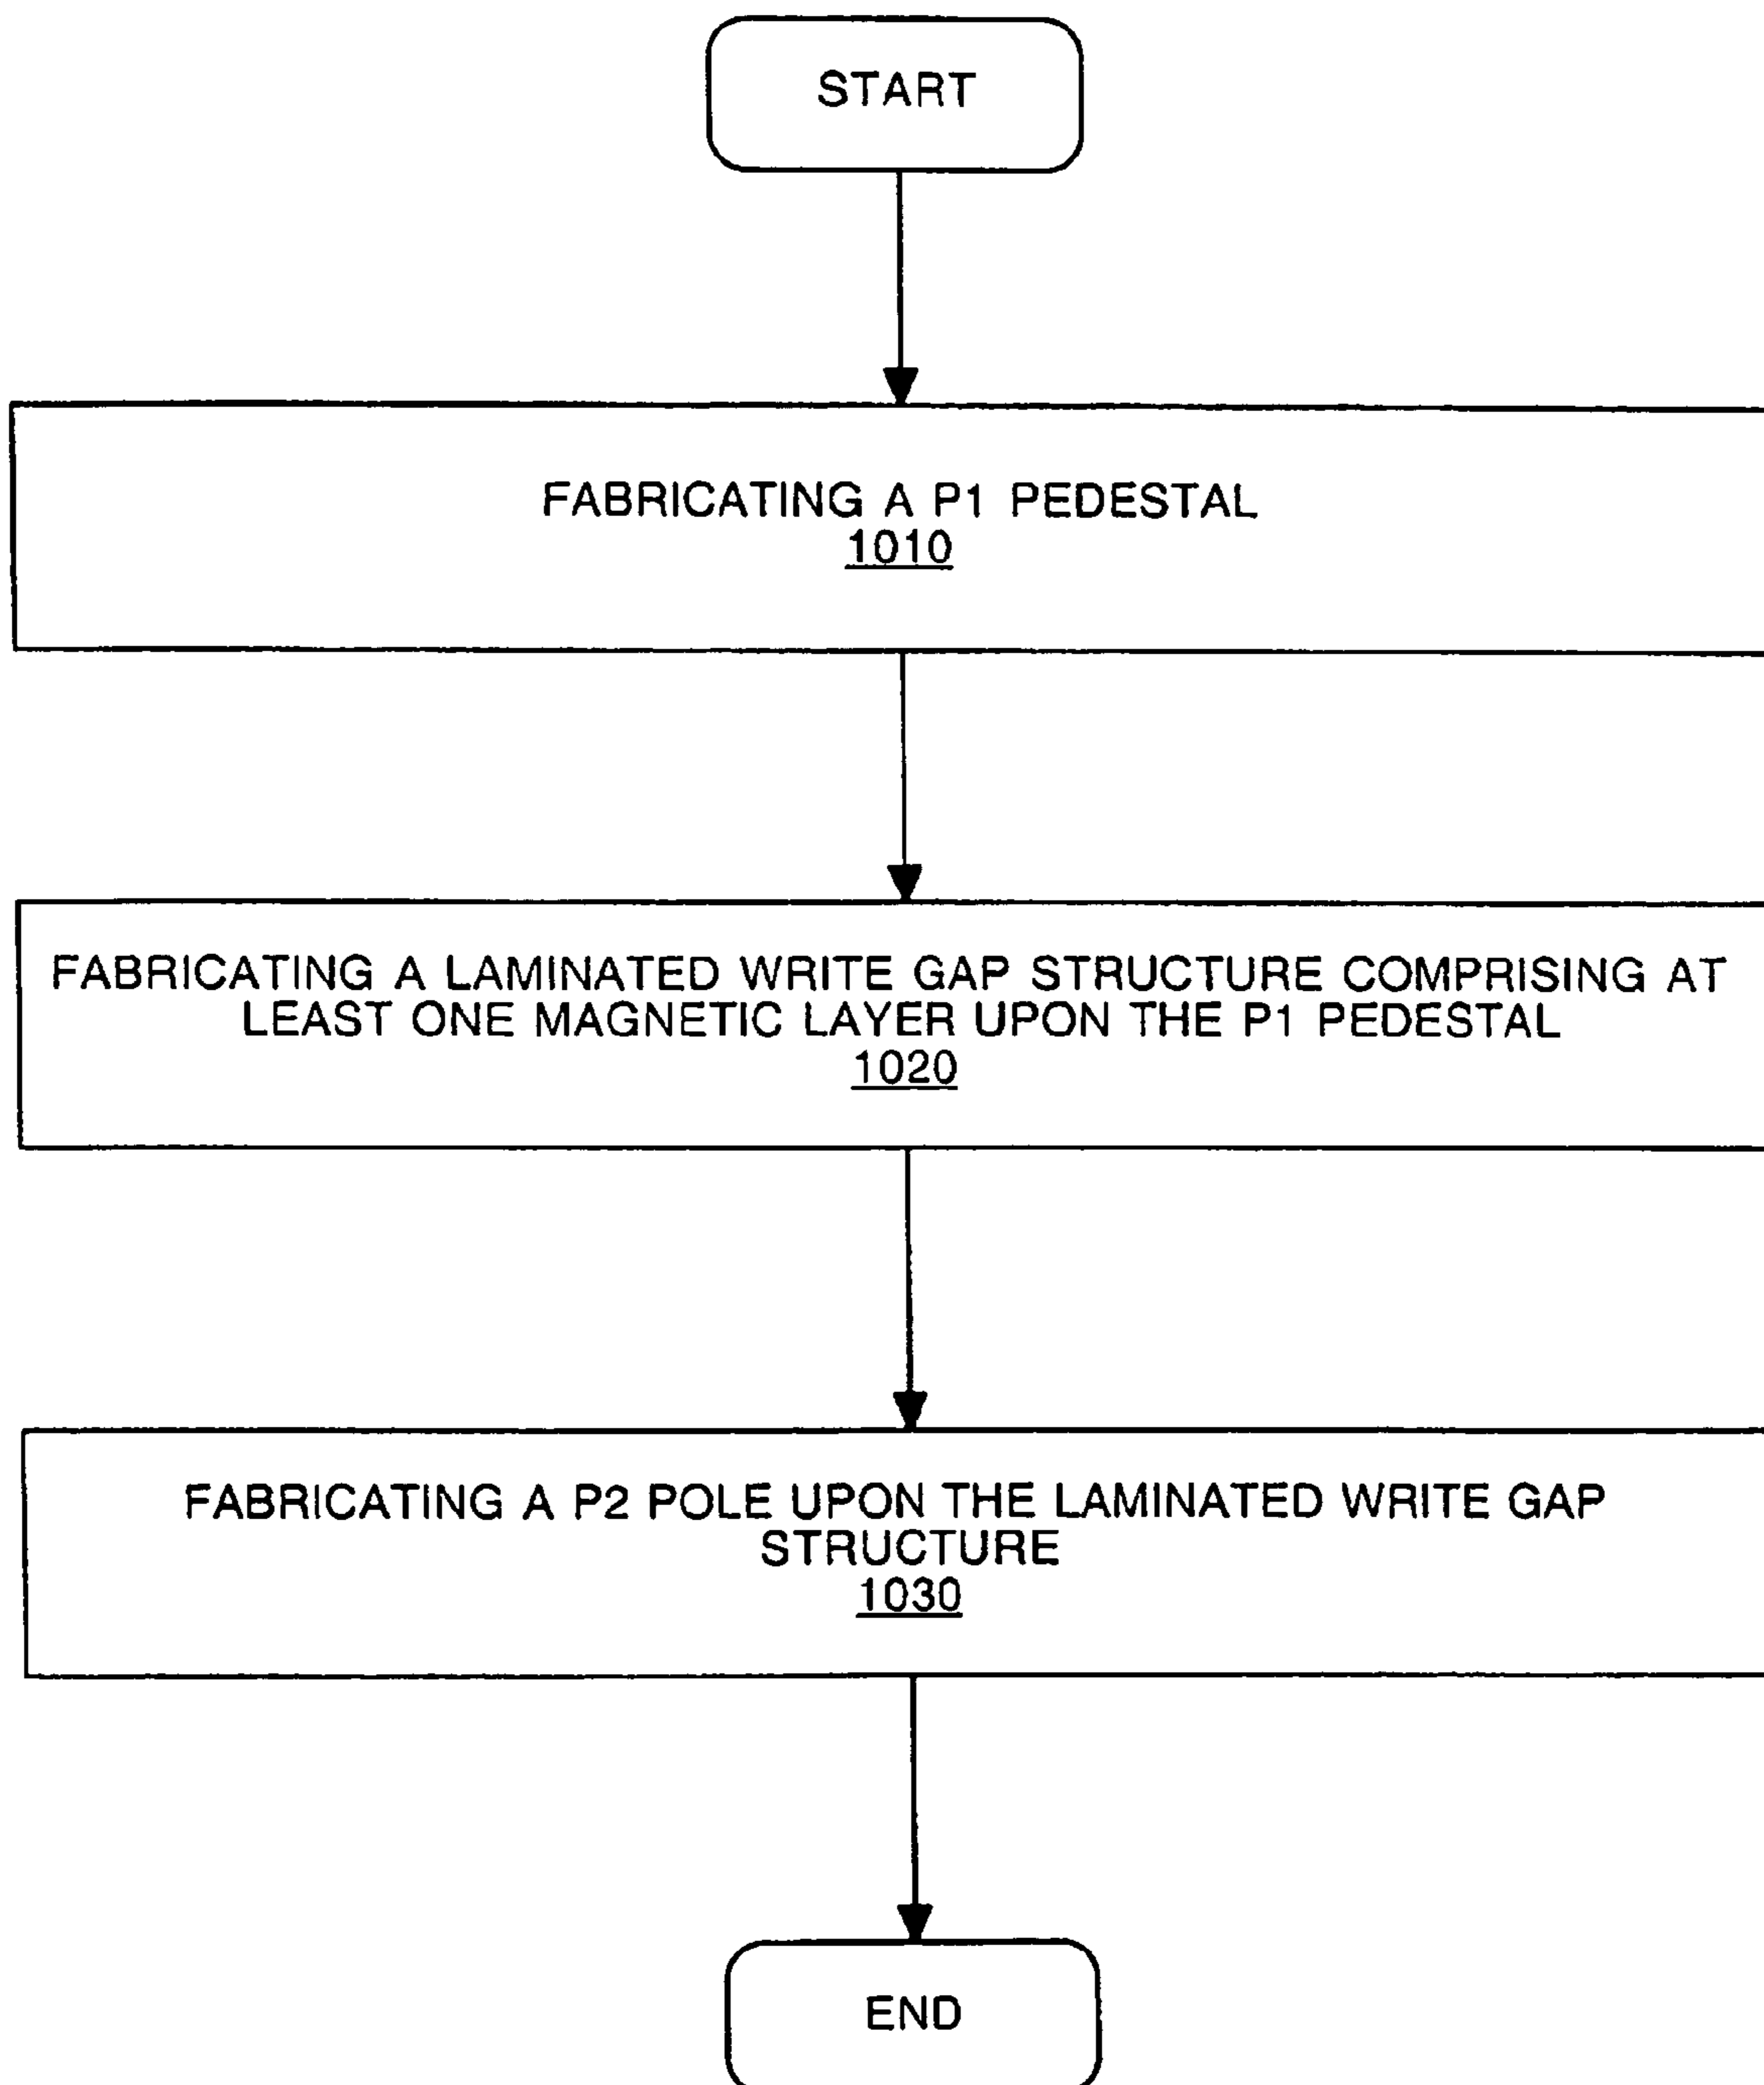 START
FABRICATING A P1 PEDESTAL
1010
FABRICATING A LAMINATED WRITE GAP STRUCTURE COMPRISING AT
LEAST ONE MAGNETIC LAYER UPON THE P1 PEDESTAL
1020
FABRICATING A P2 POLE UPON THE LAMINATED WRITE GAP
STRUCTURE
1030
END